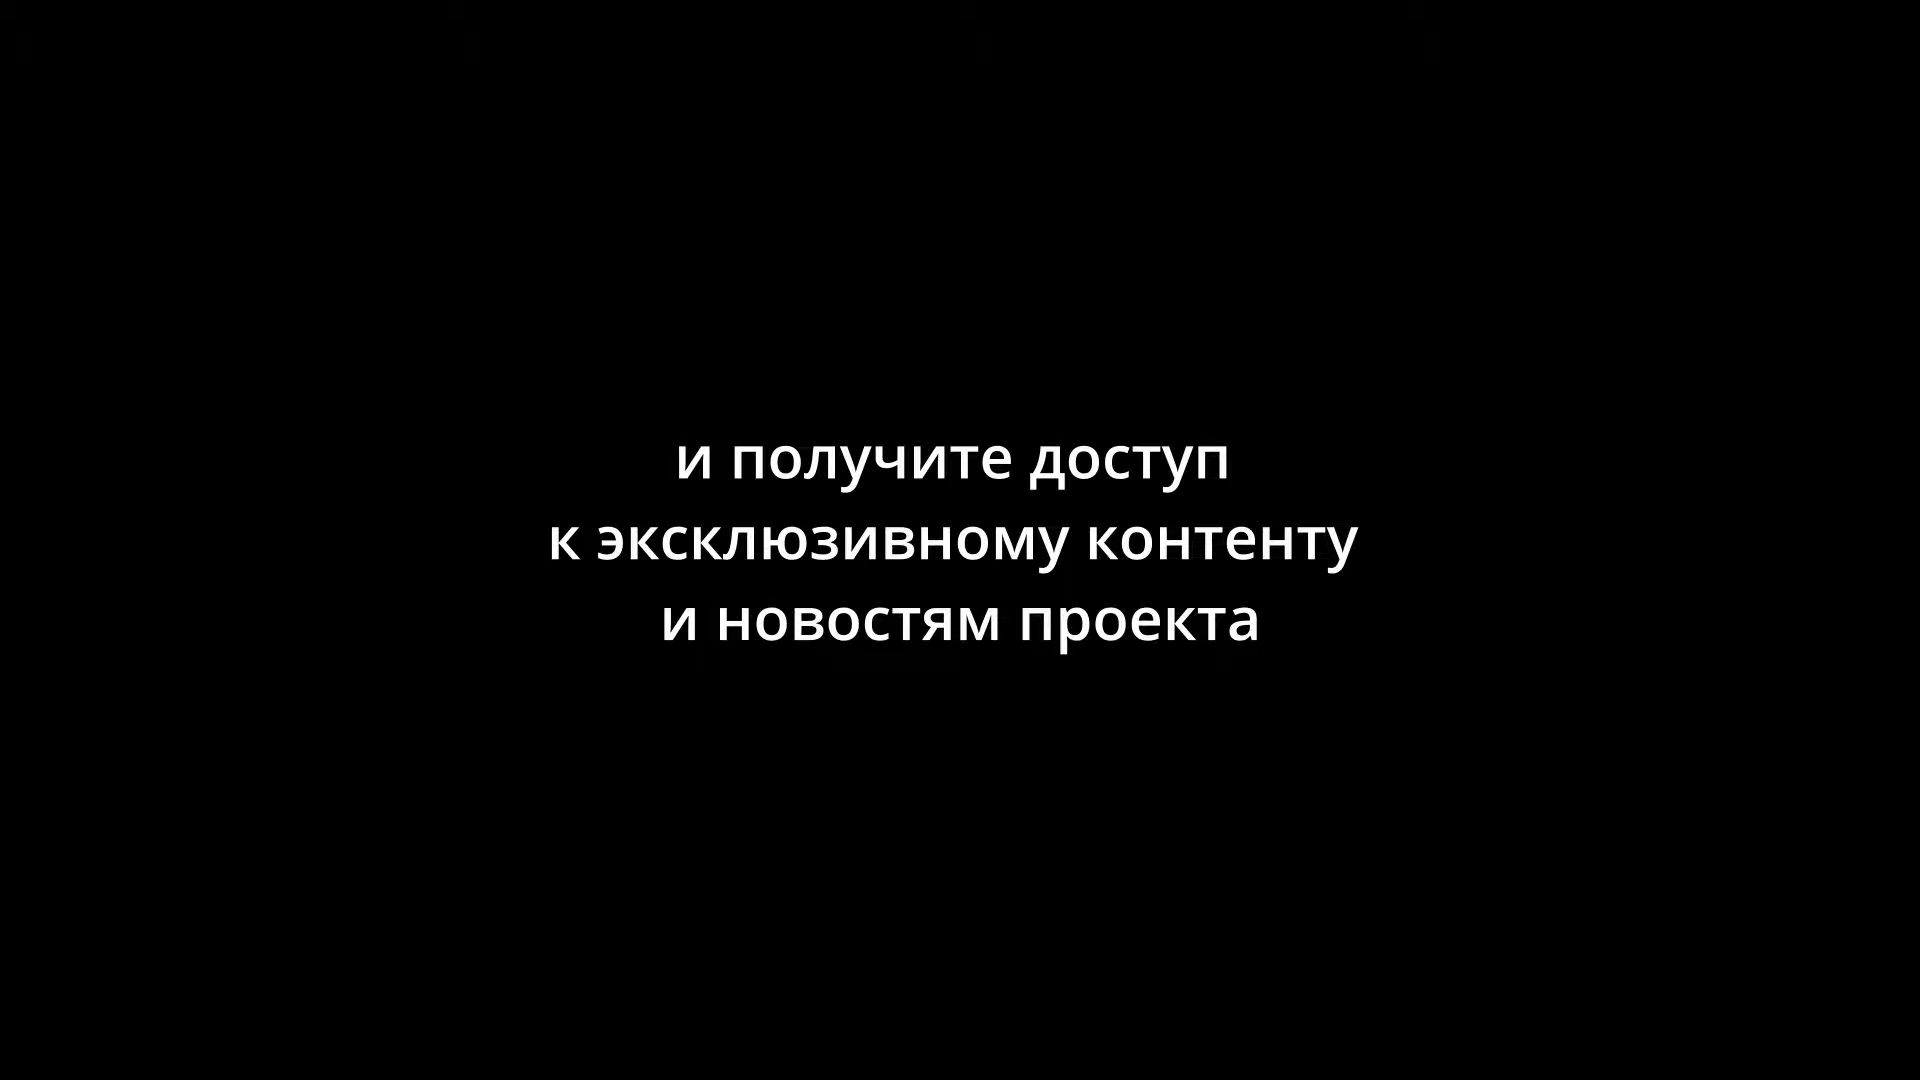 и получите доступ
к эксклюзивному контенту
и новостям проекта